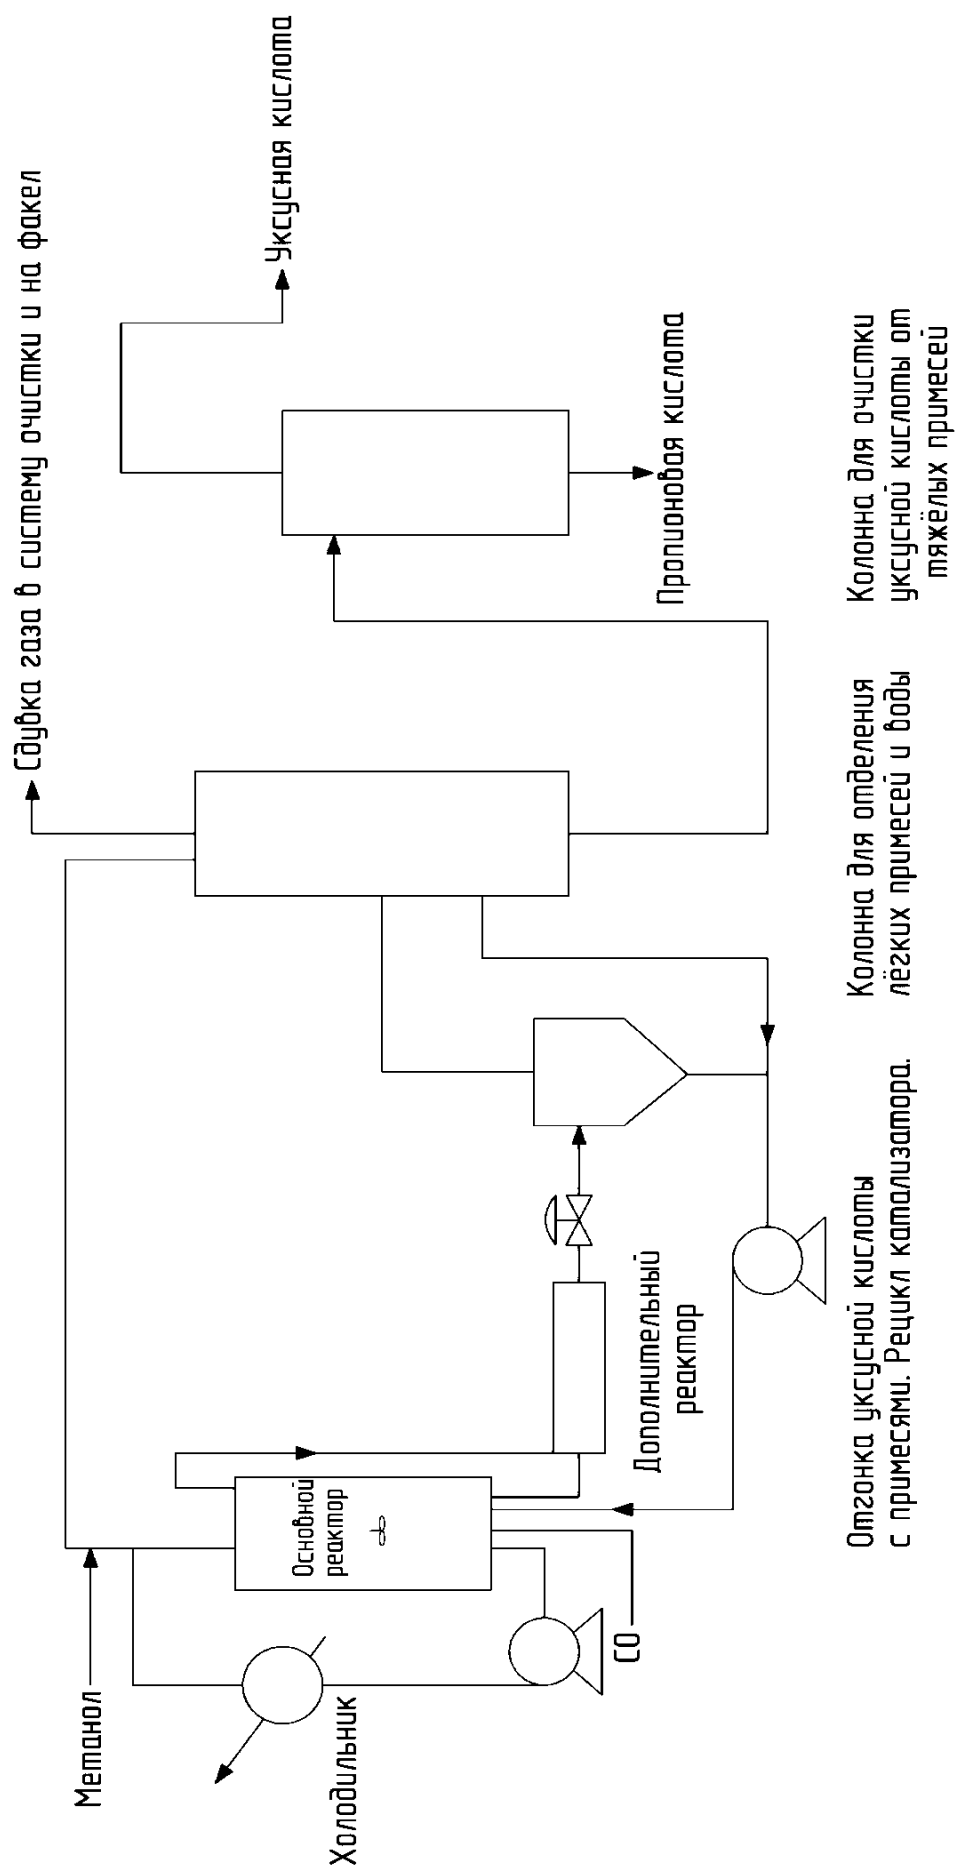 Сдувка газа в систему очистки и на факел
Метанол
Уксусная кислота
Основной
реактор
Холодильник
CO
Дополнительный
реактор
Пропионовая кислота
Отгонка уксусной кислоты
с примесями. Рецикл катализатора.
Колонна для отделения
лёгких примесей и воды
Колонна для очистки
уксусной кислоты от
тяжёлых примесей